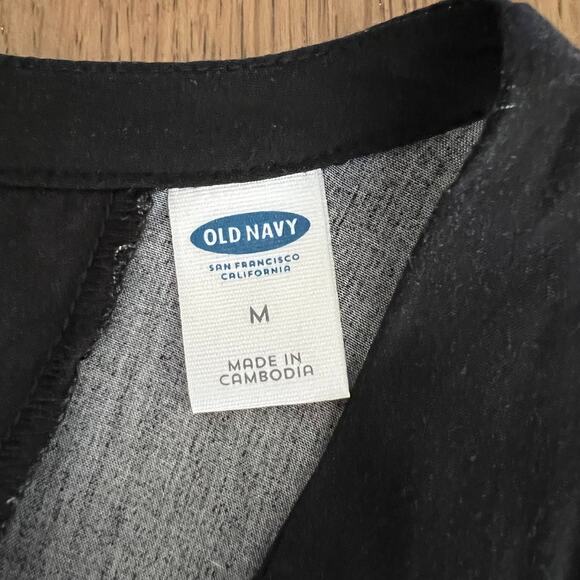 OLD NAVY
SAN FRANCISCO
CALIFORNIA
M
MADE IN
CAMBODIA